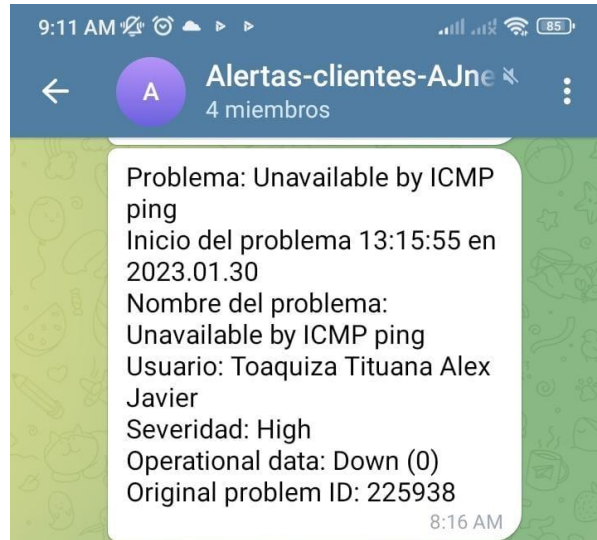 9:11 AM
85
Alertas-clientes-AJne
A
4 miembros
Problema: Unavailable by ICMP
ping
Inicio del problema 13:15:55 en
2023.01.30
Nombre del problema:
Unavailable by ICMP ping
Usuario: Toaquiza Tituana Alex
Javier
Severidad: High
Operational data: Down (0)
Original problem ID: 225938
8:16 AM